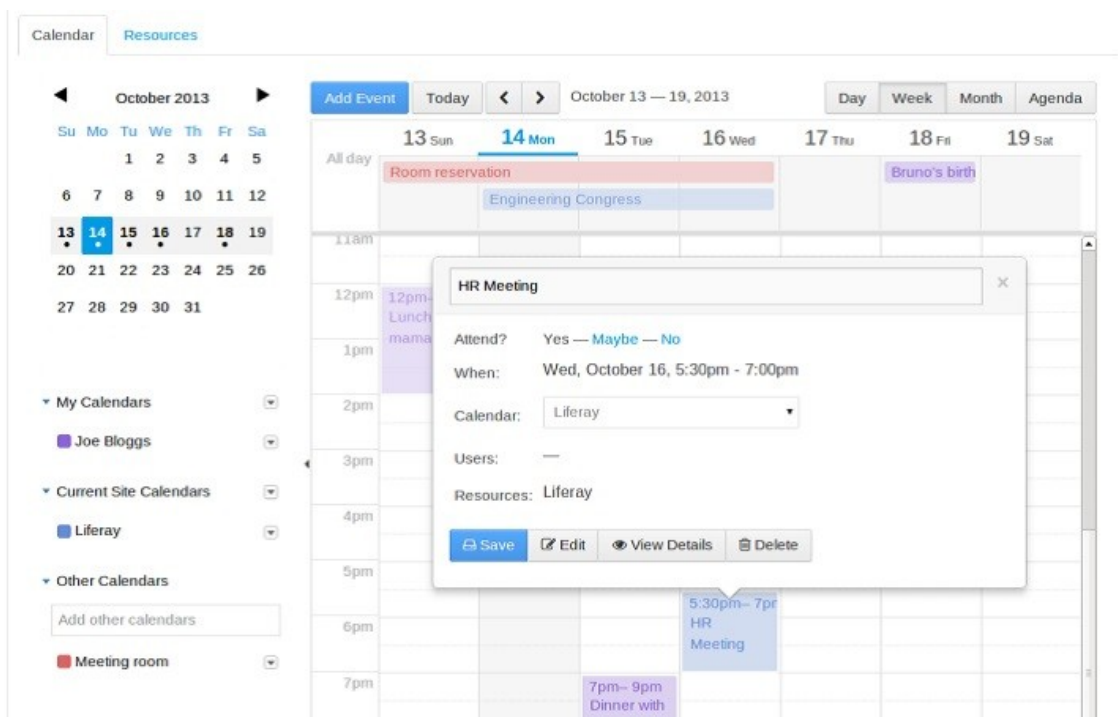 Calendar Resources
October 2013
Su Mo Tu We Th Fr Sa
1 2 3 4 5
6 7 8 9 10 11 12
13 14 15 16 17 18 19
20 21 22 23 24 25 26
27 28 29 30 31
My Calendars
Joe Bloggs
Current Site Calendars
Liferay
Other Calendars
Add other calendars
Meeting room
Add Event Today October 13 — 19, 2013 Day Week Month Agenda
13 Sun 14 Mon 15 Tue 16 Wed 17 Thu 18 Fri 19 Sat
All day
Room reservation
Bruno's birth
Engineering Congress
11am
12pm
1pm
2pm
3pm
4pm
5pm
6pm
7pm
12pm–
Lunch
mama
HR Meeting
Attend? Yes — Maybe — No
When: Wed, October 16, 5:30pm - 7:00pm
Calendar: Liferay
Users: —
Resources: Liferay
Save Edit View Details Delete
5:30pm– 7pm
HR
Meeting
7pm– 9pm
Dinner with